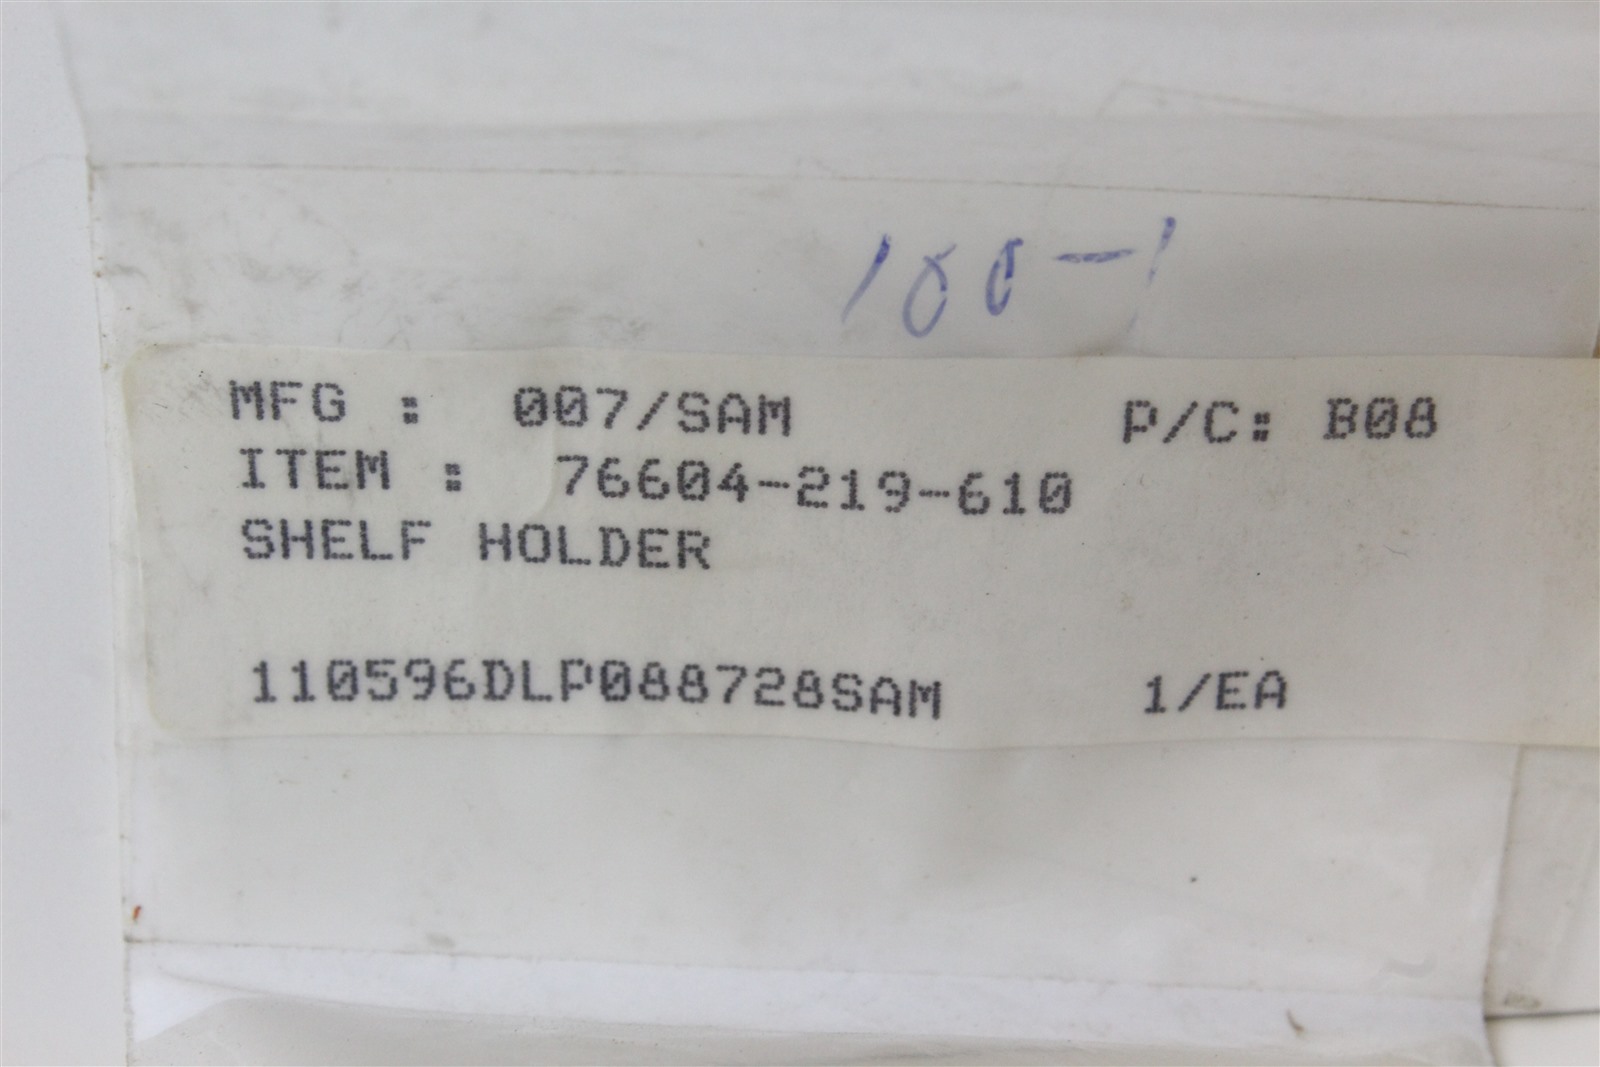 100-1
MFG : 007/SAM P/C: B08
ITEM : 76604-219-610
SHELF HOLDER
110596DLP088728SAM 1/EA